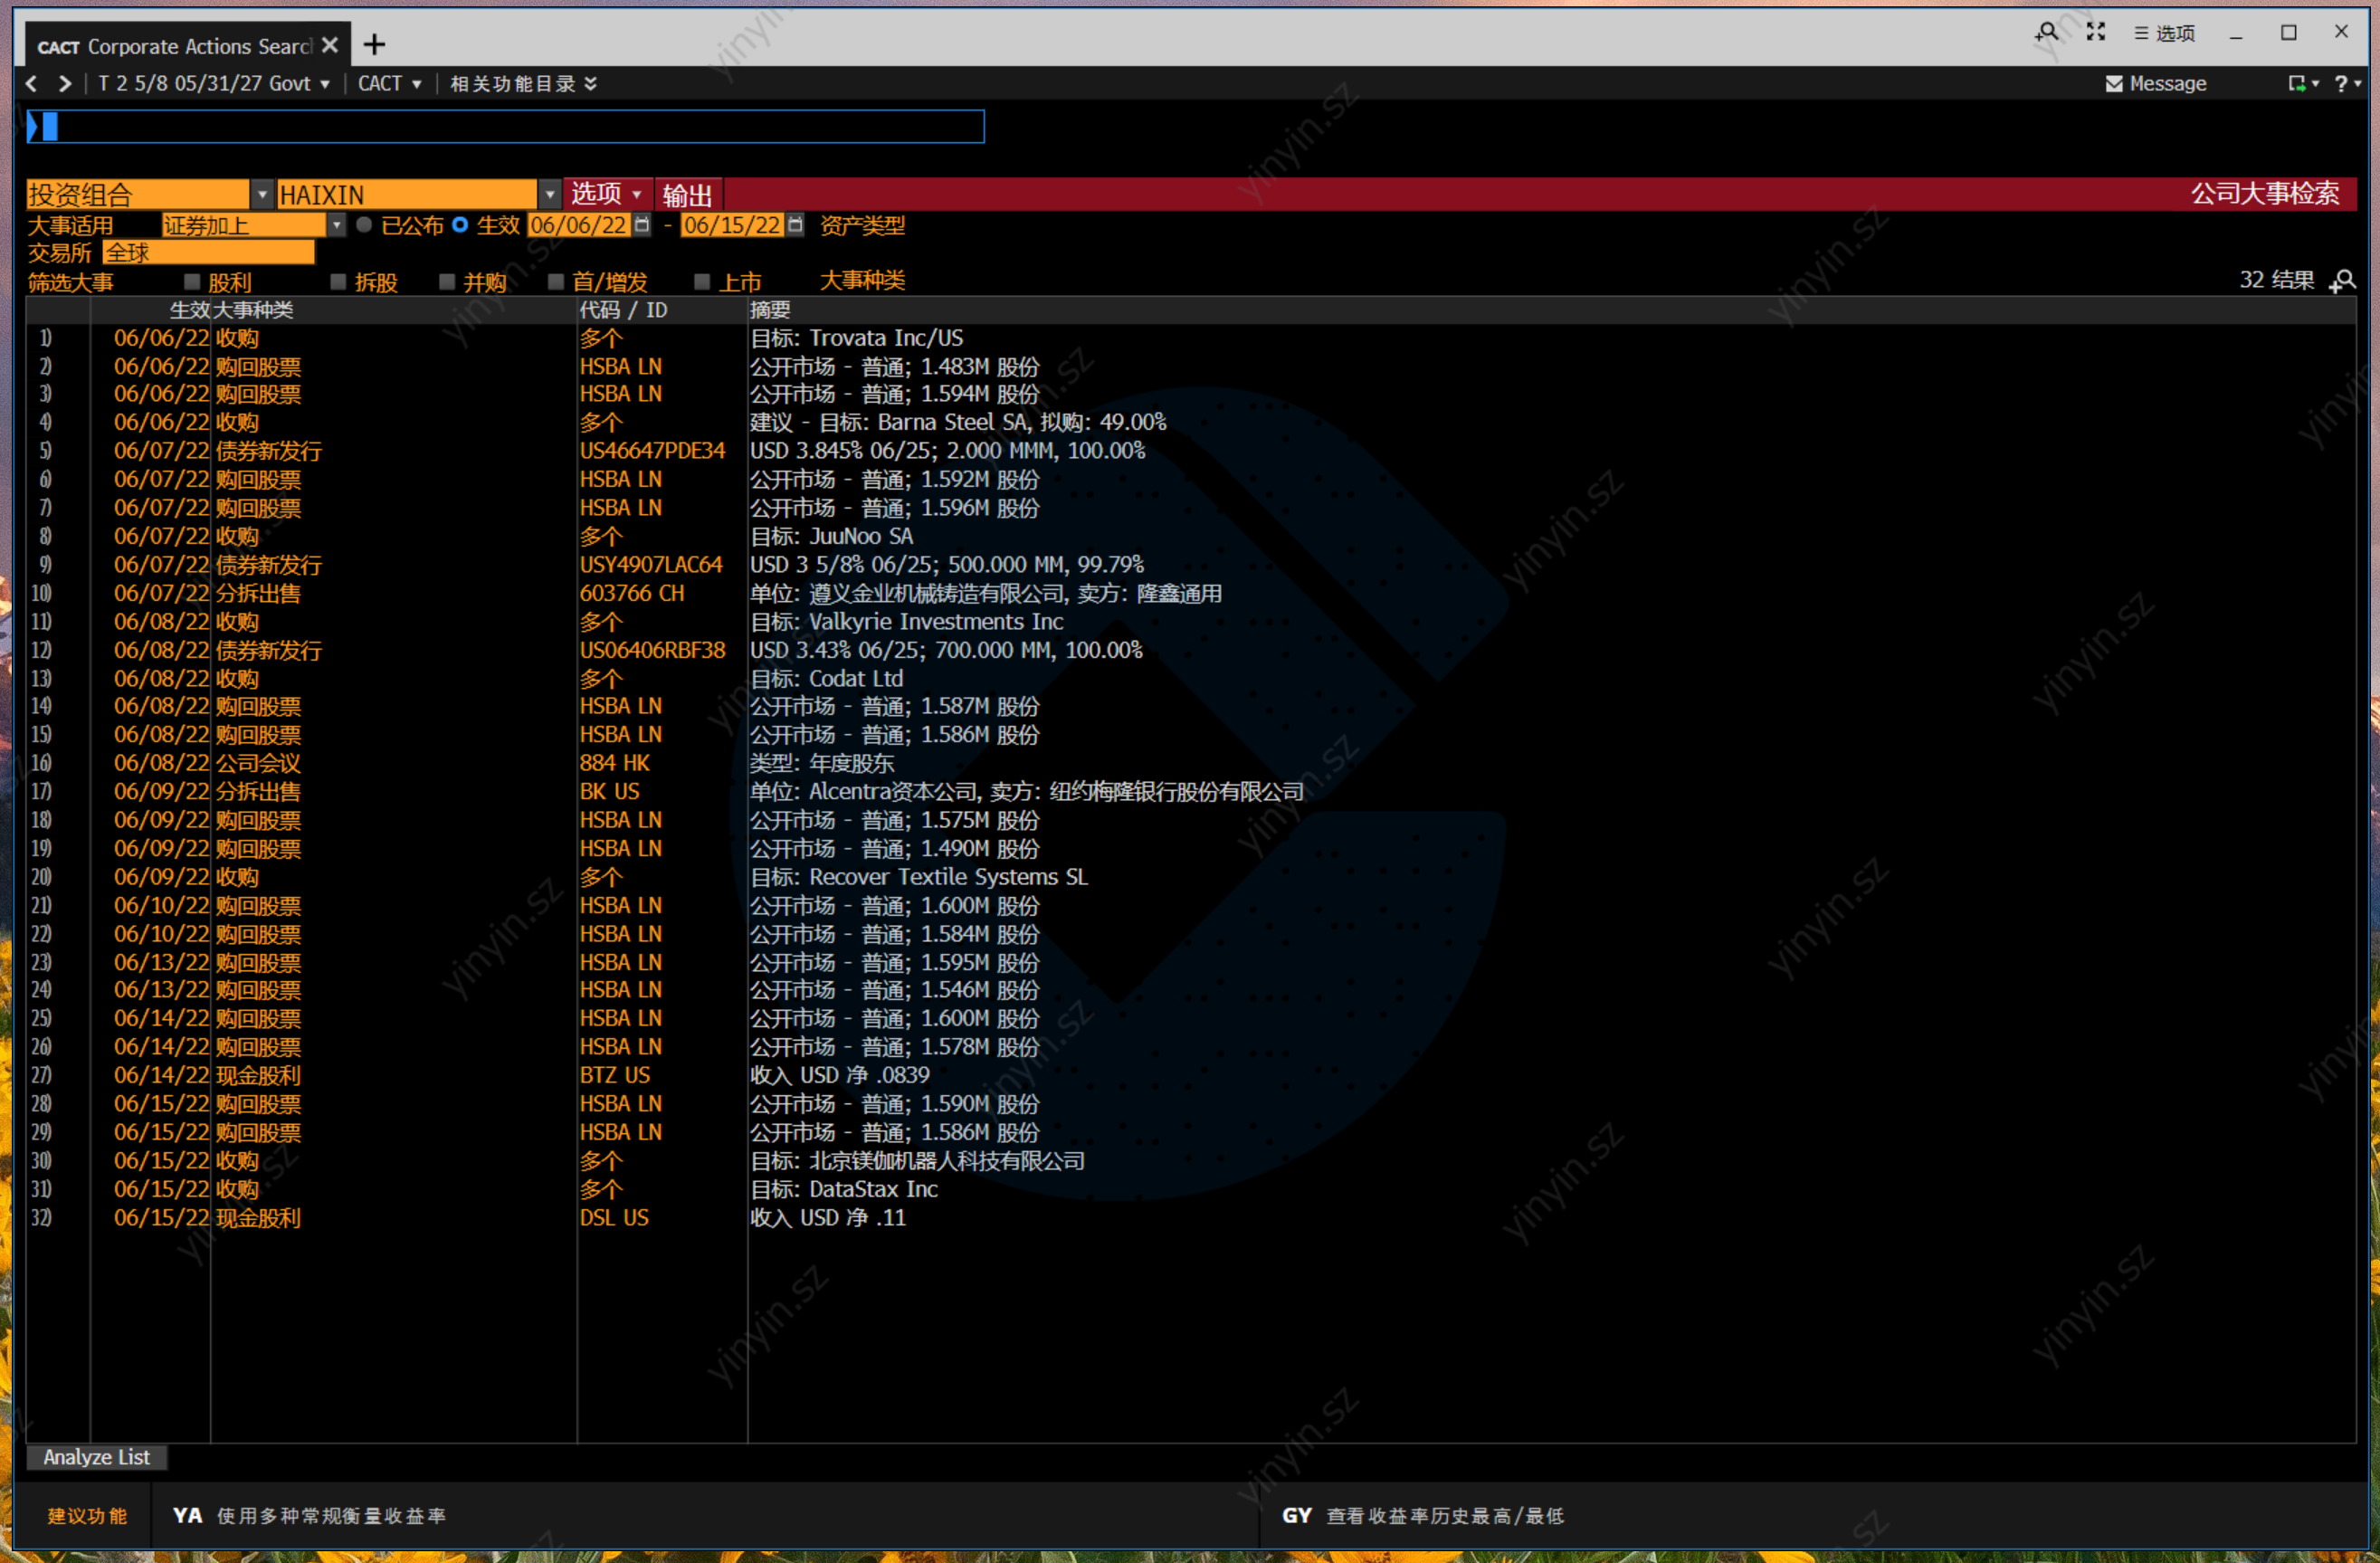 CACT Corporate Actions Searc
选项
T 2 5/8 05/31/27 Govt CACT 相关功能目录 Message ?
投资组合 HAIXIN 选项 输出 公司大事检索
大事适用 证券加上 已公布 生效 06/06/22 - 06/15/22 资产类型
交易所 全球
筛选大事 股利 拆股 并购 首/增发 上市 大事种类 32 结果
生效 大事种类 代码 / ID 摘要
1) 06/06/22 收购 多个 目标: Trovata Inc/US
2) 06/06/22 购回股票 HSBA LN 公开市场 - 普通; 1.483M 股份
3) 06/06/22 购回股票 HSBA LN 公开市场 - 普通; 1.594M 股份
4) 06/06/22 收购 多个 建议 - 目标: Barna Steel SA, 拟购: 49.00%
5) 06/07/22 债券新发行 US46647PDE34 USD 3.845% 06/25; 2.000 MMM, 100.00%
6) 06/07/22 购回股票 HSBA LN 公开市场 - 普通; 1.592M 股份
7) 06/07/22 购回股票 HSBA LN 公开市场 - 普通; 1.596M 股份
8) 06/07/22 收购 多个 目标: JuuNoo SA
9) 06/07/22 债券新发行 USY4907LAC64 USD 3 5/8% 06/25; 500.000 MM, 99.79%
10) 06/07/22 分拆出售 603766 CH 单位: 遵义金业机械铸造有限公司, 卖方: 隆鑫通用
11) 06/08/22 收购 多个 目标: Valkyrie Investments Inc
12) 06/08/22 债券新发行 US06406RBF38 USD 3.43% 06/25; 700.000 MM, 100.00%
13) 06/08/22 收购 多个 目标: Codat Ltd
14) 06/08/22 购回股票 HSBA LN 公开市场 - 普通; 1.587M 股份
15) 06/08/22 购回股票 HSBA LN 公开市场 - 普通; 1.586M 股份
16) 06/08/22 公司会议 884 HK 类型: 年度股东
17) 06/09/22 分拆出售 BK US 单位: Alcentra资本公司, 卖方: 纽约梅隆银行股份有限公司
18) 06/09/22 购回股票 HSBA LN 公开市场 - 普通; 1.575M 股份
19) 06/09/22 购回股票 HSBA LN 公开市场 - 普通; 1.490M 股份
20) 06/09/22 收购 多个 目标: Recover Textile Systems SL
21) 06/10/22 购回股票 HSBA LN 公开市场 - 普通; 1.600M 股份
22) 06/10/22 购回股票 HSBA LN 公开市场 - 普通; 1.584M 股份
23) 06/13/22 购回股票 HSBA LN 公开市场 - 普通; 1.595M 股份
24) 06/13/22 购回股票 HSBA LN 公开市场 - 普通; 1.546M 股份
25) 06/14/22 购回股票 HSBA LN 公开市场 - 普通; 1.600M 股份
26) 06/14/22 购回股票 HSBA LN 公开市场 - 普通; 1.578M 股份
27) 06/14/22 现金股利 BTZ US 收入 USD 净 .0839
28) 06/15/22 购回股票 HSBA LN 公开市场 - 普通; 1.590M 股份
29) 06/15/22 购回股票 HSBA LN 公开市场 - 普通; 1.586M 股份
30) 06/15/22 收购 多个 目标: 北京镁伽机器人科技有限公司
31) 06/15/22 收购 多个 目标: DataStax Inc
32) 06/15/22 现金股利 DSL US 收入 USD 净 .11
Analyze List
建议功能 YA 使用多种常规衡量收益率 GY 查看收益率历史最高/最低
yinyin.sz